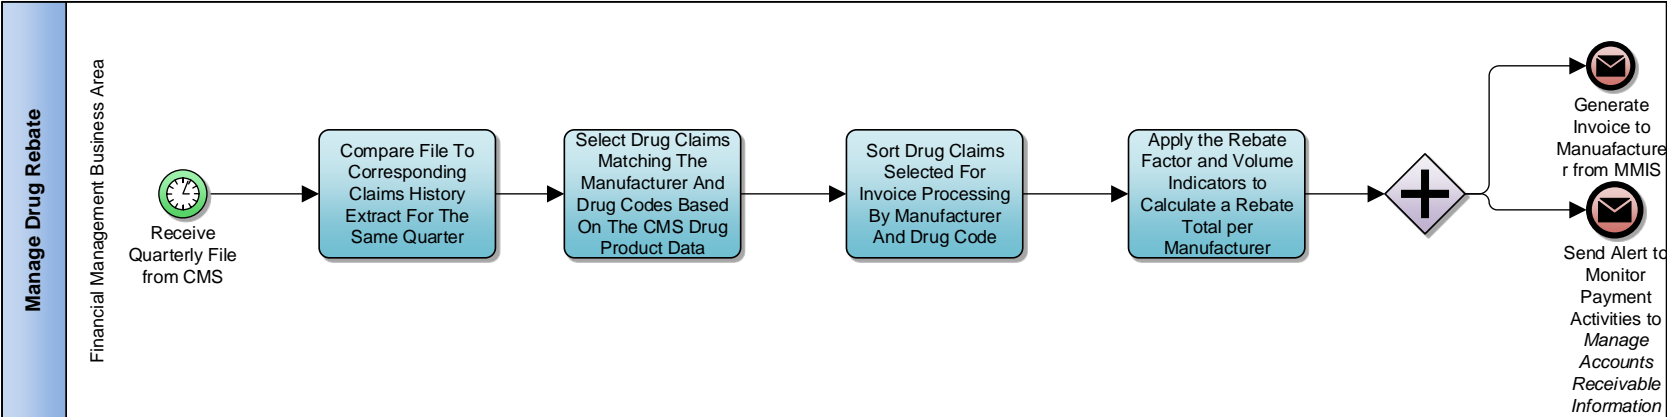 Manage Drug Rebate
Financial Management Business Area
Receive
Quarterly File
from CMS
Compare File To
Corresponding
Claims History
Extract For The
Same Quarter
Select Drug Claims
Matching The
Manufacturer And
Drug Codes Based
On The CMS Drug
Product Data
Sort Drug Claims
Selected For
Invoice Processing
By Manufacturer
And Drug Code
Apply the Rebate
Factor and Volume
Indicators to
Calculate a Rebate
Total per
Manufacturer
Generate
Invoice to
Manuafacture
r from MMIS
Send Alert to
Monitor
Payment
Activities to
Manage
Accounts
Receivable
Information